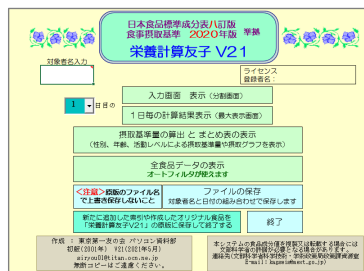 日本食品標準成分表八訂版
食事摂取基準 2020年版 準拠
栄養計算友子 V21
対象者名入力
ライセンス
登録者名：
1 日目の
入力画面 表示（分割画面）
1日毎の計算結果表示（最大表示画面）
摂取基準量の算出 と まとめ表の表示
（性別、年齢、活動レベルによる摂取基準量や摂取グラフを表示）
全食品データの表示
オートフィルタが使えます
＜注意＞原版のファイル名
で上書き保存しないこと
ファイルの保存
対象者名と日付の組み合わせで保存します
新たに追加した索引や作成したオリジナル食品を
「栄養計算友子V21」の原版に保存して終了する
終了
作成：東京第一友の会 パソコン資料部
初版(2001年) V21(2021年5月)
無断コピーはご遠慮ください。
本システムの食品成分値を複製又は転載する場合には
文部科学省の許諾が必要となる場合があります。